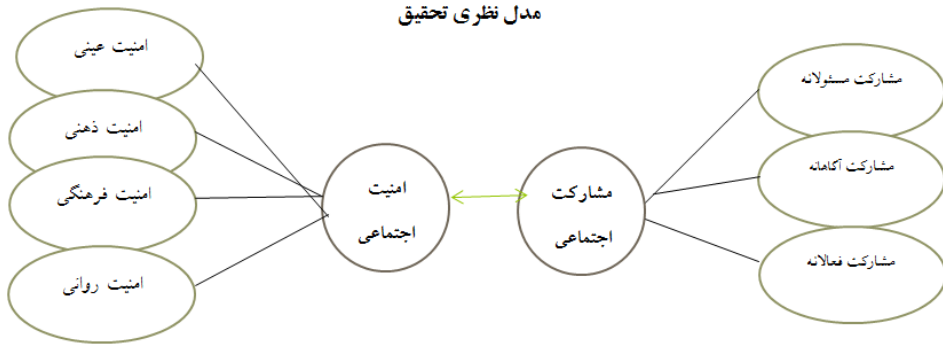 مدل نظری تحقیق
مشارکت مسئولانه
مشارکت آگاهانه
مشارکت فعالانه
مشارکت
اجتماعی
امنیت
اجتماعی
امنیت عینی
امنیت ذهنی
امنیت فرهنگی
امنیت روانی